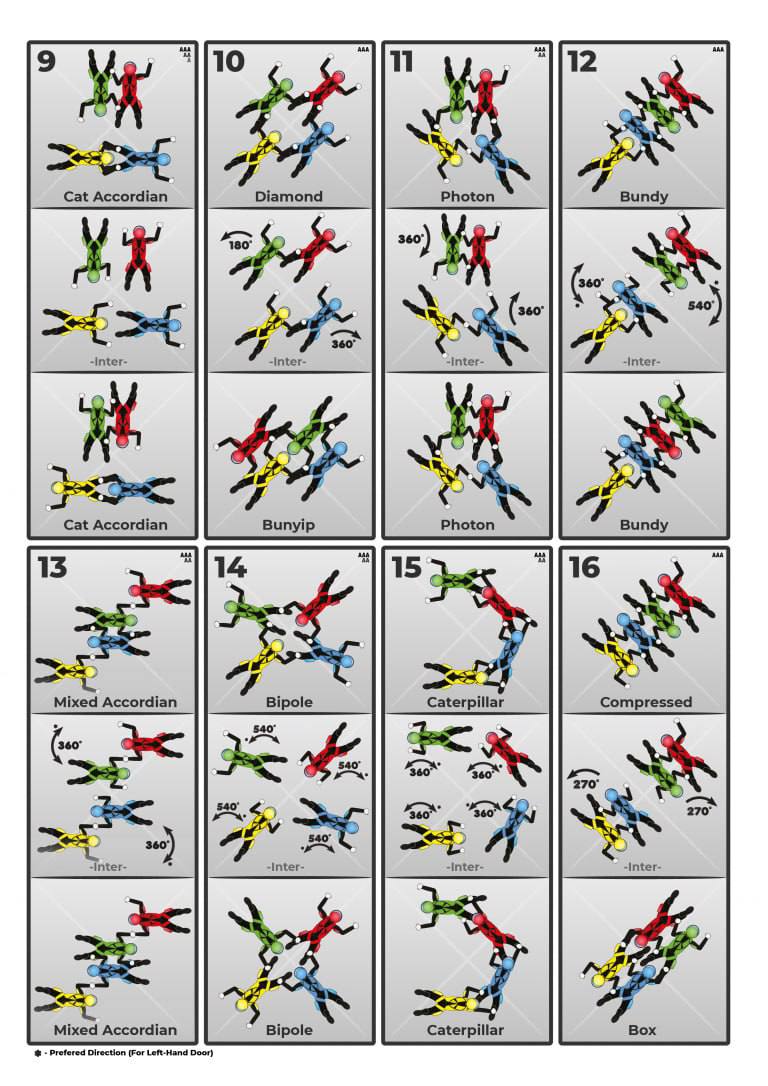 9
AAA
AA
A
Cat Accordian
-Inter-
Cat Accordian
10
AAA
Diamond
180°
360°
-Inter-
Bunyip
11
AAA
AA
Photon
360°
360°
-Inter-
Photon
12
AAA
Bundy
360°
540°
-Inter-
Bundy
13
AAA
AA
Mixed Accordian
360°
360°
-Inter-
Mixed Accordian
14
AAA
AA
Bipole
540°
540°
540°
540°
-Inter-
Bipole
15
AAA
AA
Caterpillar
360°
360°
360°
360°
-Inter-
Caterpillar
16
AAA
Compressed
270°
270°
-Inter-
Box
✽ - Prefered Direction (For Left-Hand Door)